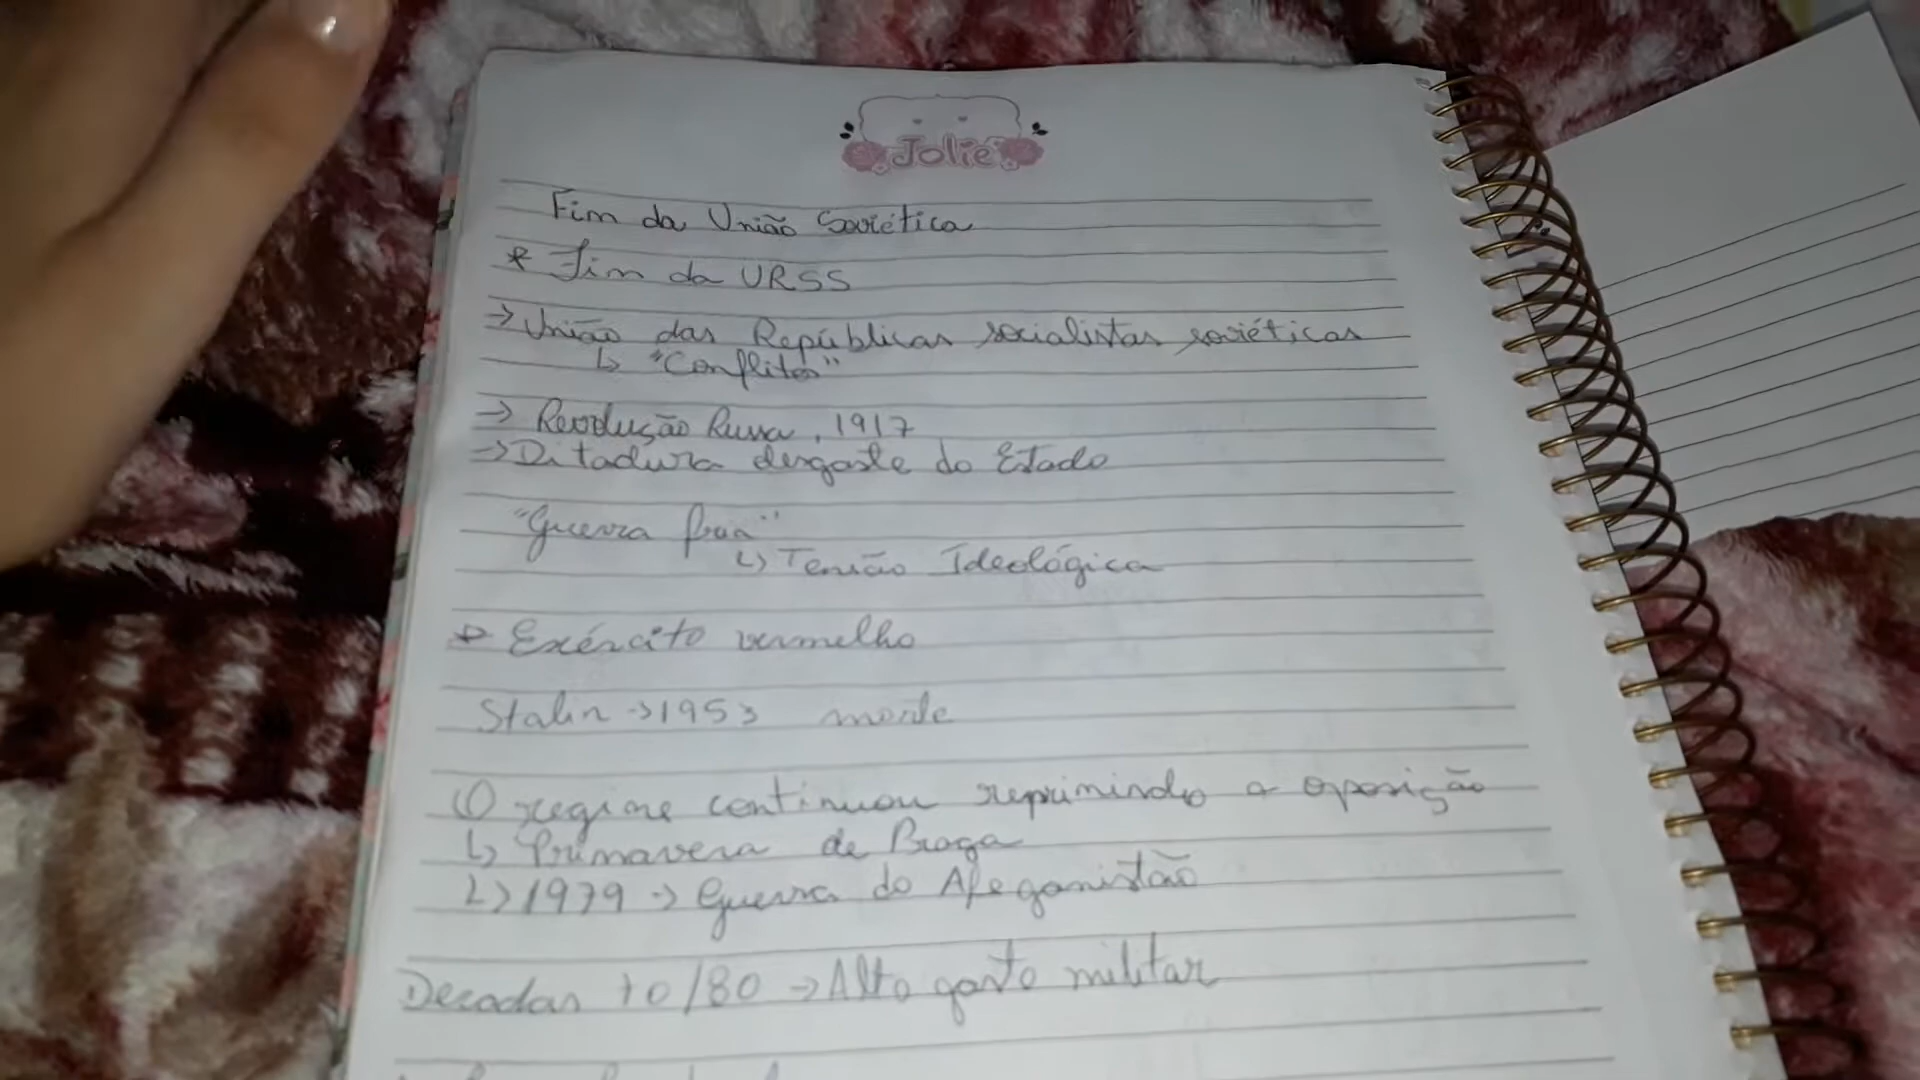 Jolie
Fim da União Soviética
* Fim da URSS
→ União das Repúblicas socialistas soviéticas
↳ "Conflitos"
→ Revolução Russa, 1917
→ Ditadura desgaste do Estado
"Guerra fria"
↳ Tensão Ideológica
Exército vermelho
Stalin → 1953 morte
O regime continuou reprimindo a oposição
↳ Primavera de Praga
↳ 1979 → Guerra do Afeganistão
Decadas 70/80 → Alto gasto militar